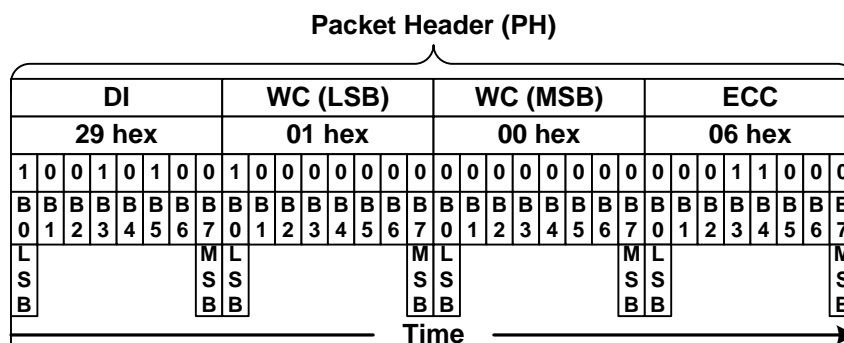 Packet Header (PH)
DI WC (LSB) WC (MSB) ECC
29 hex 01 hex 00 hex 06 hex
1 0 0 1 0 1 0 0 1 0 0 0 0 0 0 0 0 0 0 0 0 0 0 0 0 0 0 1 1 0 0 0
B B B B B B B B B B B B B B B B B B B B B B B B B B B B B B B B
0 1 2 3 4 5 6 7 0 1 2 3 4 5 6 7 0 1 2 3 4 5 6 7 0 1 2 3 4 5 6 7
L M L M L M L M
S S S S S S S S
B B B B B B B B
Time